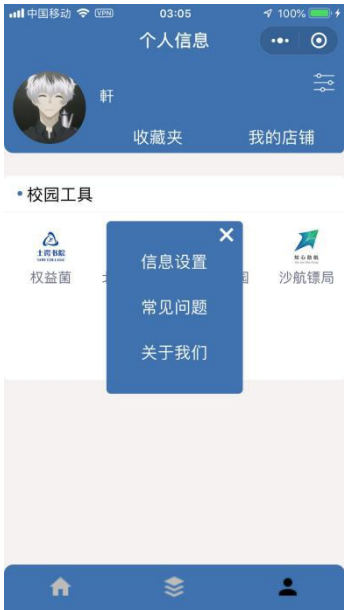 中国移动 VPN 03:05 100%
个人信息
軒
收藏夹 我的店铺
校园工具
权益菌 沙航镖局
信息设置
常见问题
关于我们